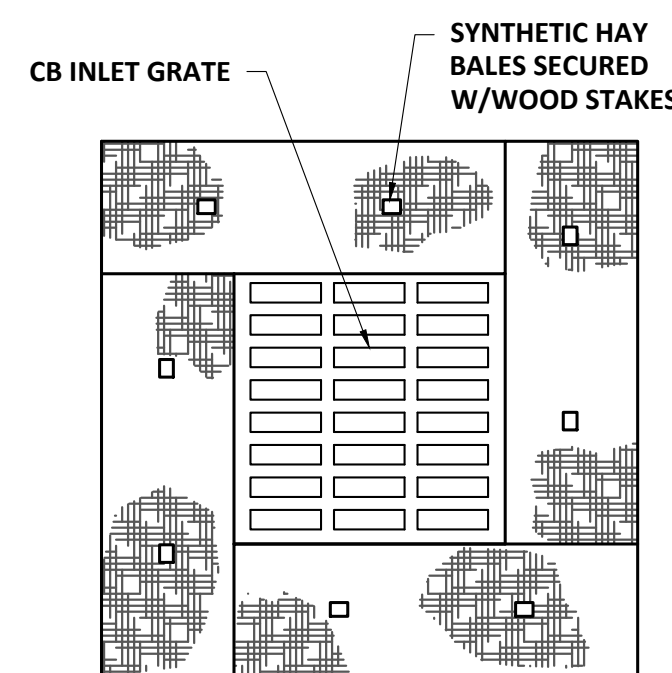 CB INLET GRATE
SYNTHETIC HAY
BALES SECURED
W/WOOD STAKES